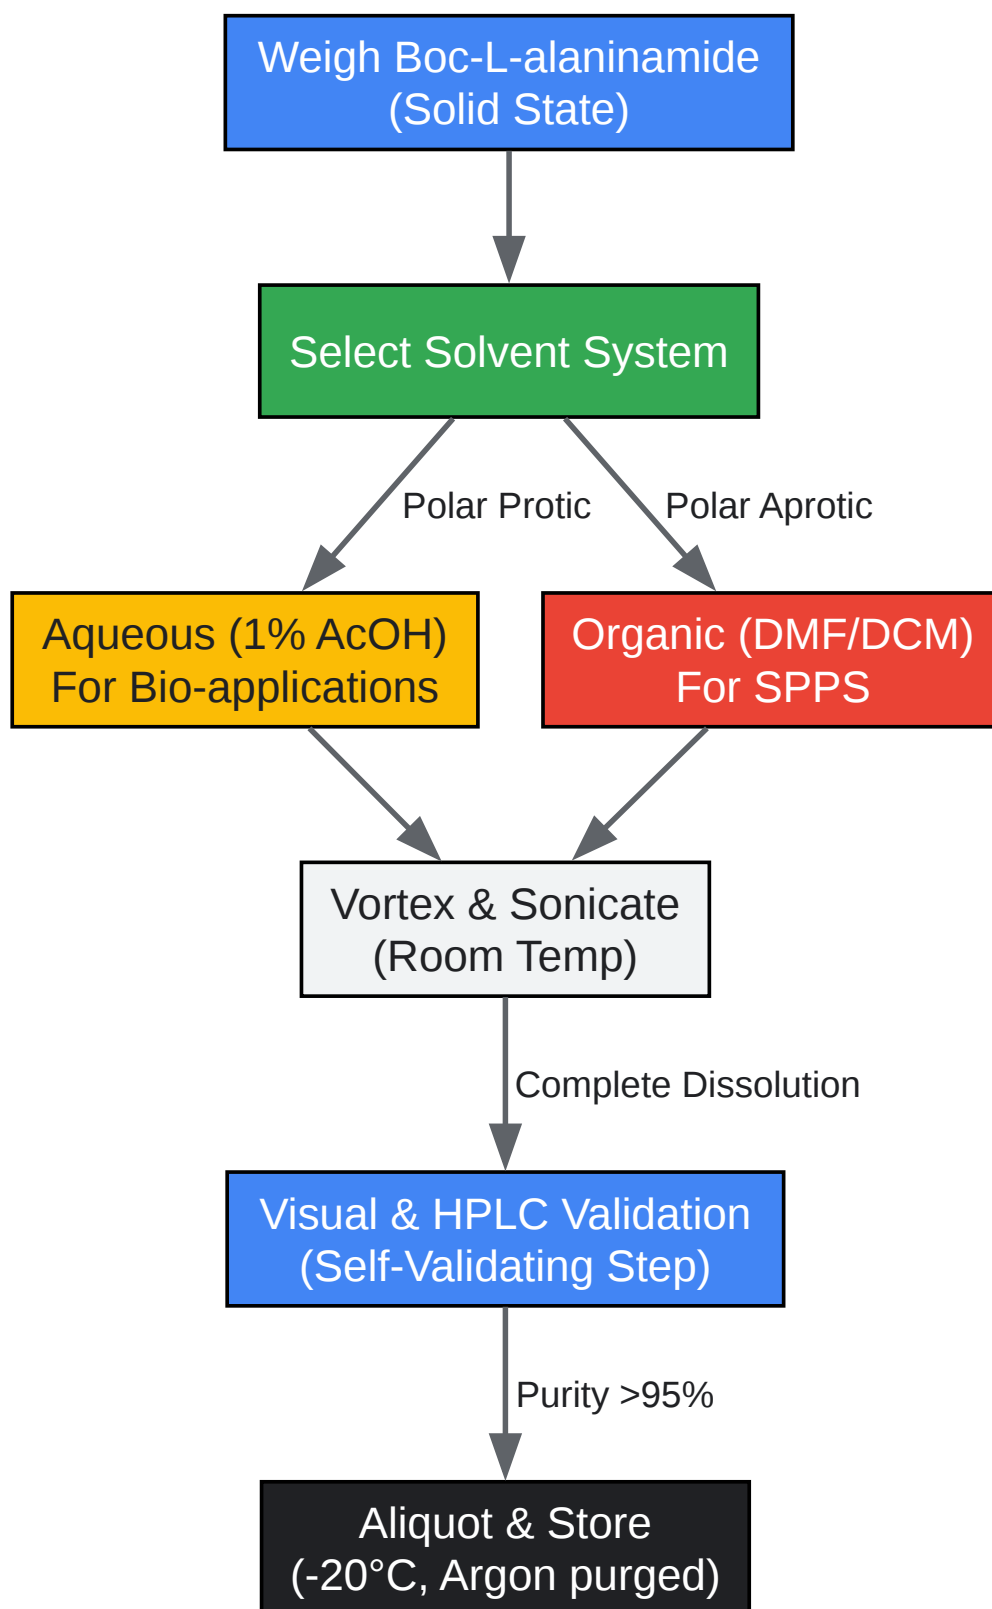 Weigh Boc-L-alaninamide
(Solid State)
Select Solvent System
Polar Protic
Polar Aprotic
Aqueous (1% AcOH)
For Bio-applications
Organic (DMF/DCM)
For SPPS
Vortex & Sonicate
(Room Temp)
Complete Dissolution
Visual & HPLC Validation
(Self-Validating Step)
Purity >95%
Aliquot & Store
(-20°C, Argon purged)